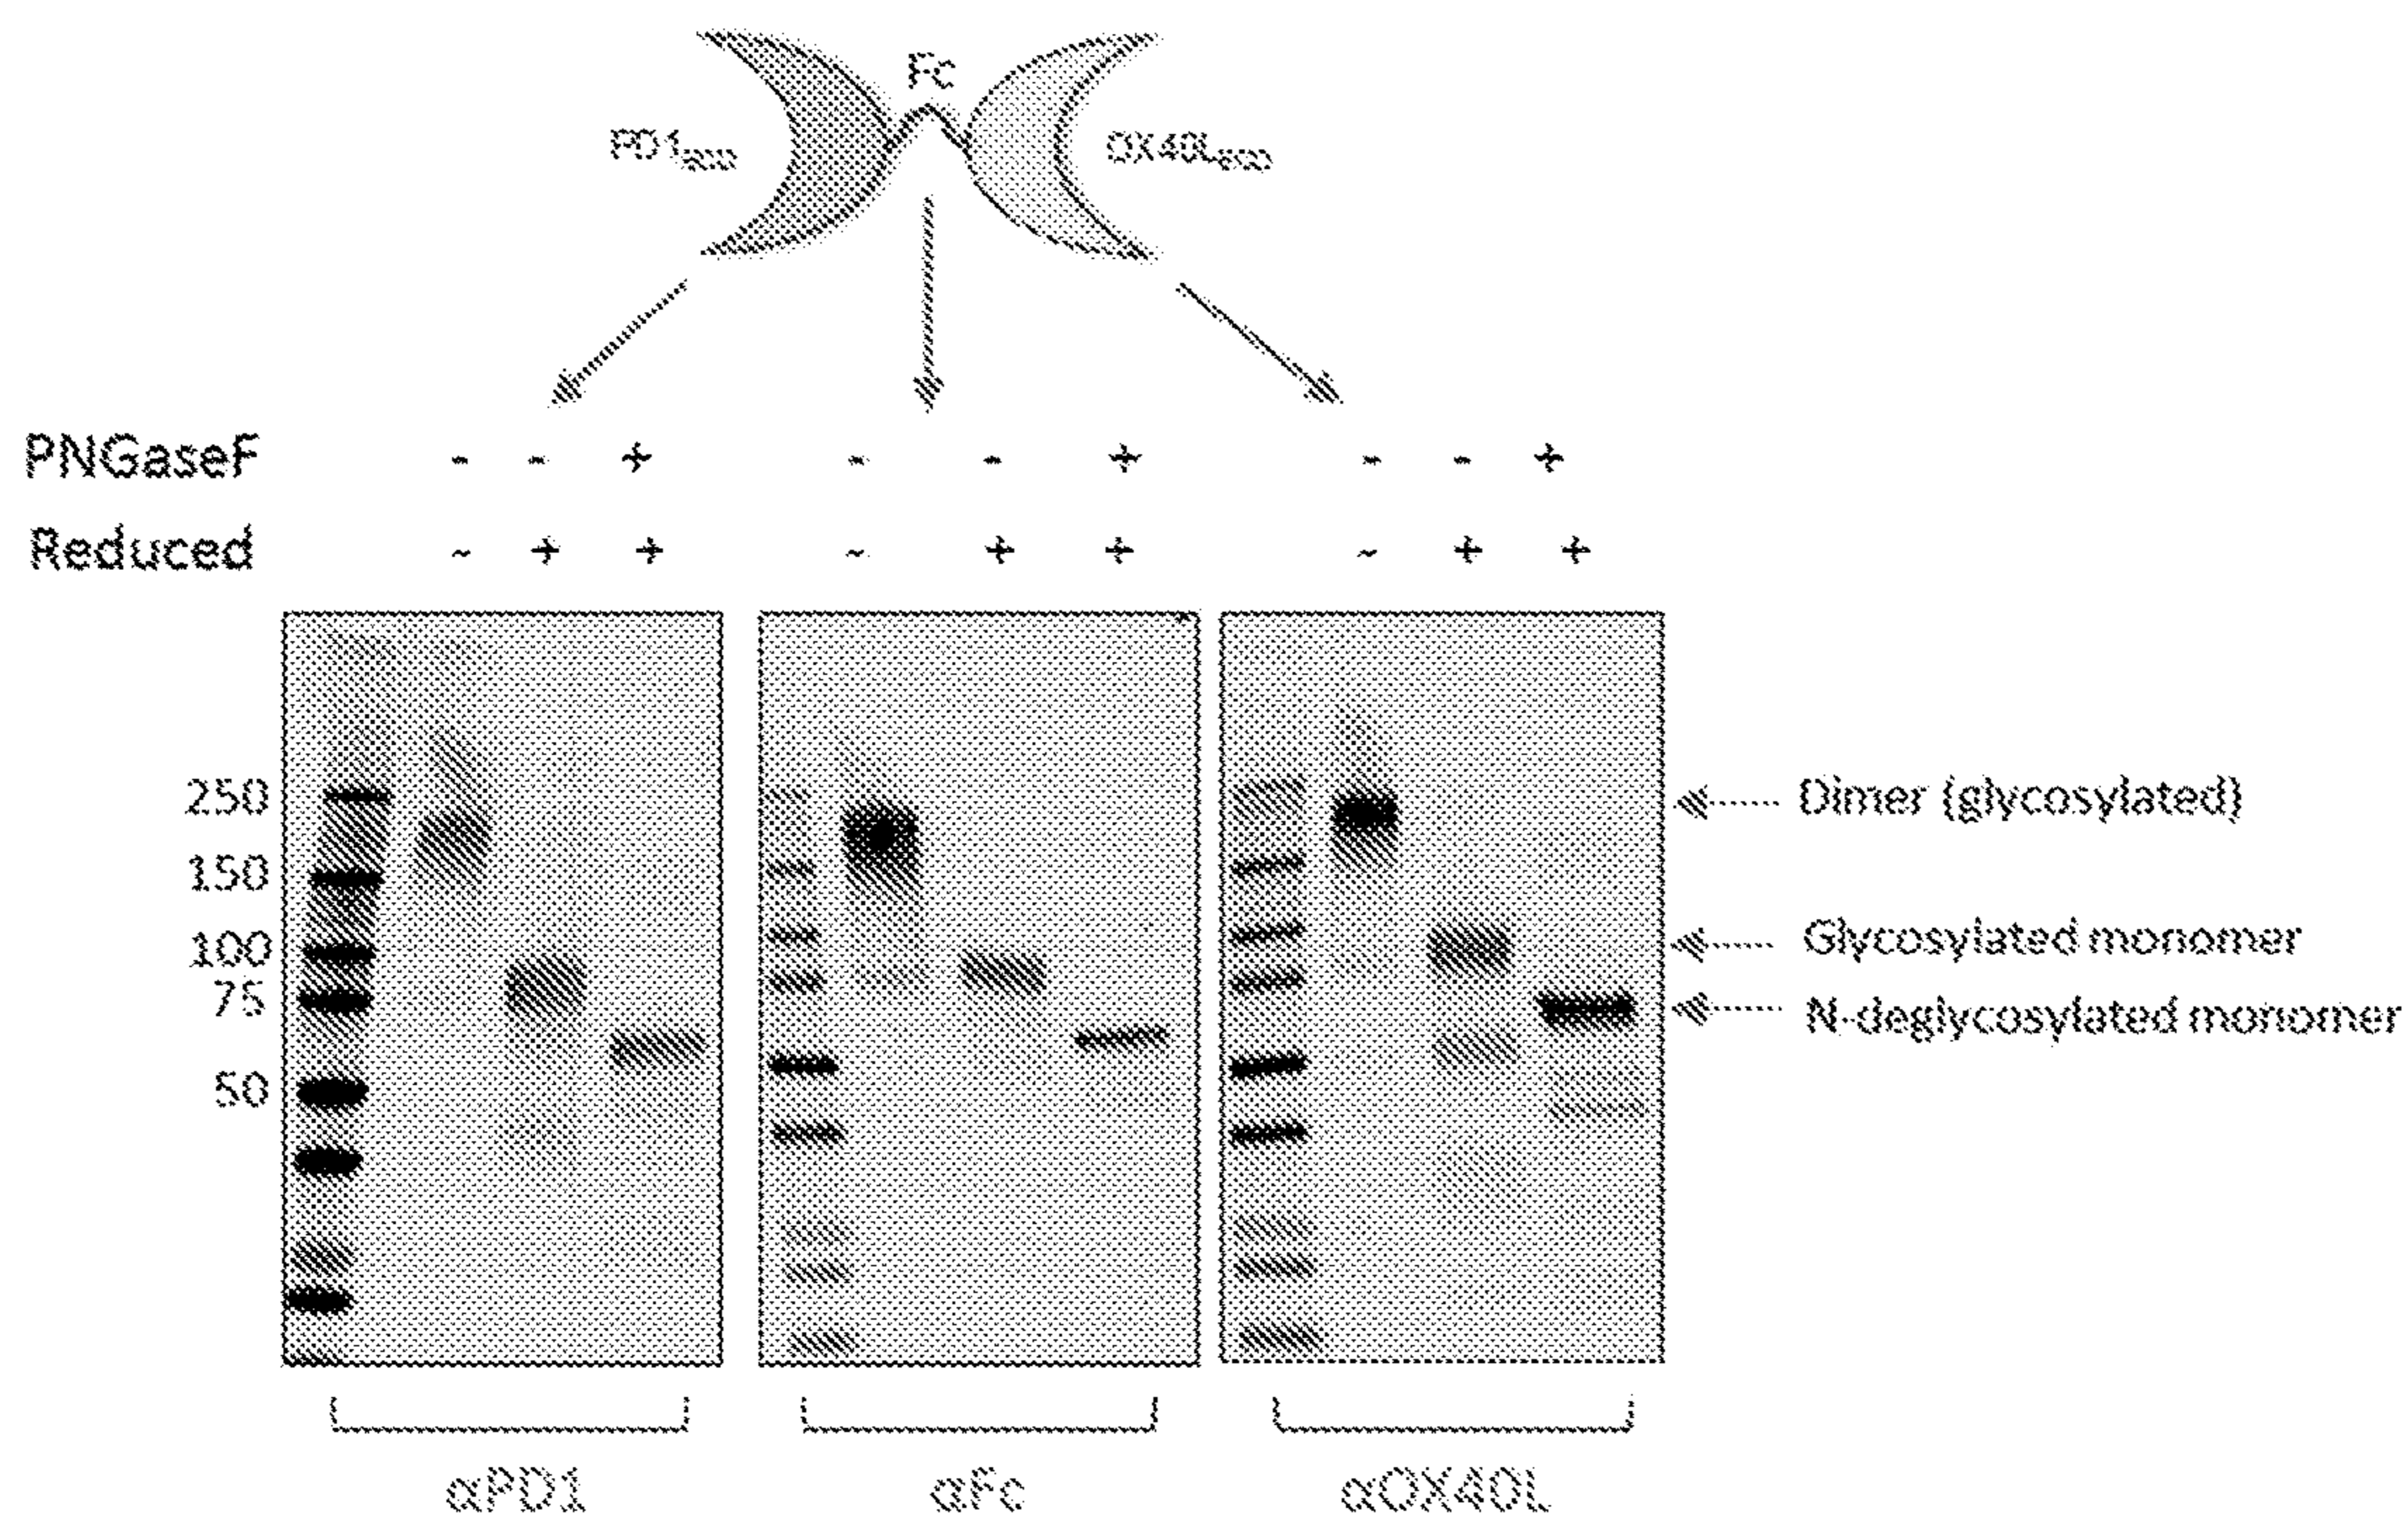 Fc
PD1ECD
OX40LECD
PNGaseF - - + - - + - - +
Reduced - + + - + + - + +
250
150
100
75
50
Dimer (glycosylated)
Glycosylated monomer
N-deglycosylated monomer
αPD1
αFc
αOX40L